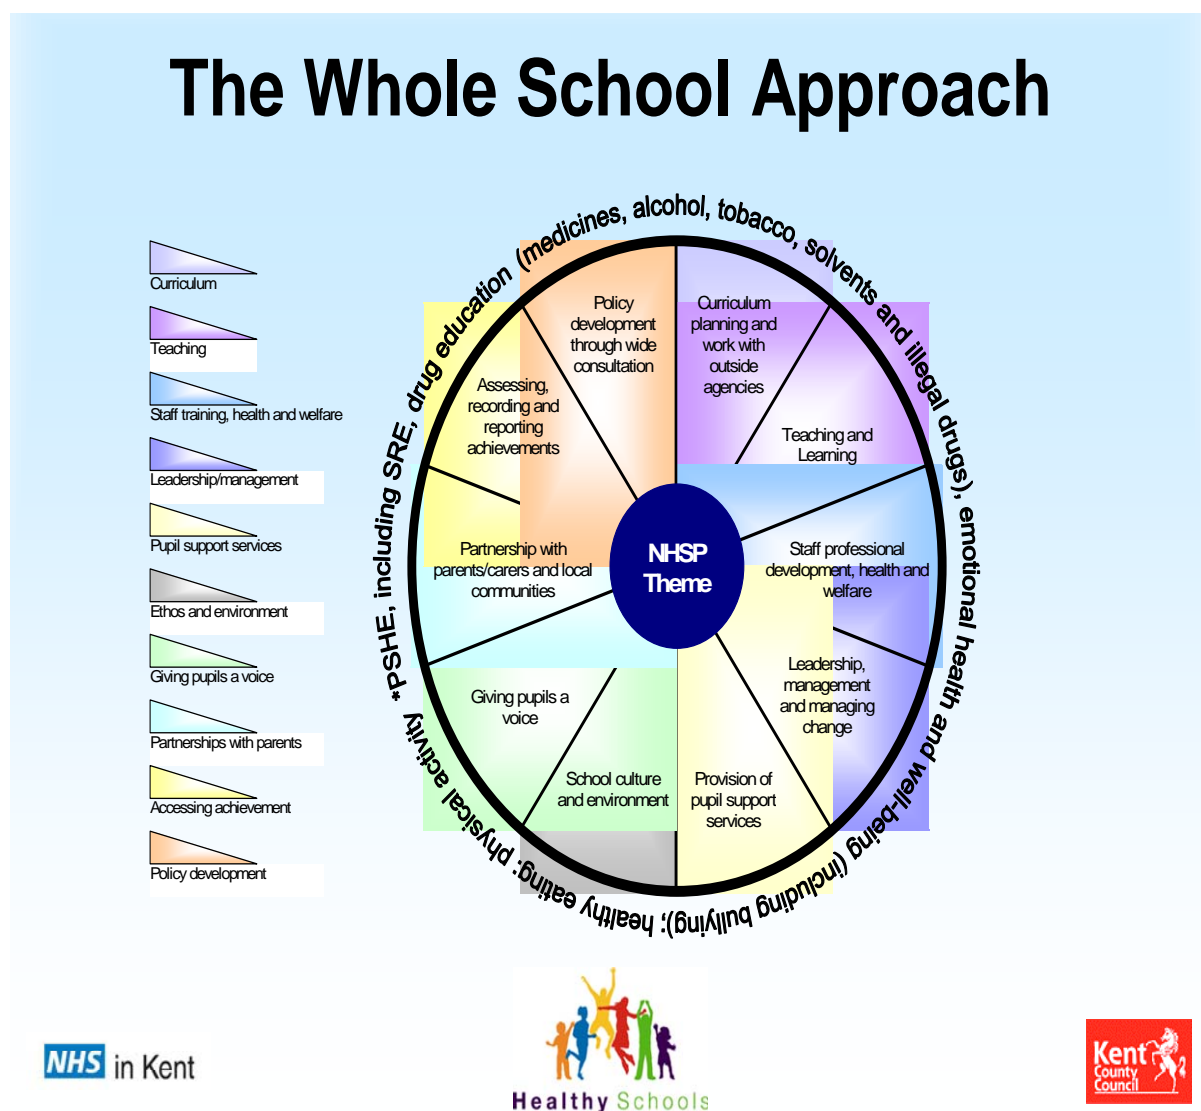 The Whole School Approach
Curriculum
Teaching
Staff training, health and welfare
Leadership/management
Pupil support services
Ethos and environment
Giving pupils a voice
Partnerships with parents
Accessing achievement
Policy development
*PSHE, including SRE, drug education (medicines, alcohol, tobacco, solvents and illegal drugs), emotional health and well-being (including bullying); healthy eating: physical activity
Policy
development
through wide
consultation
Curriculum
planning and
work with
outside
agencies
Assessing,
recording and
reporting
achievements
Teaching and
Learning
Partnership with
parents/carers and local
communities
NHSP
Theme
Staff professional
development, health and
welfare
Leadership,
management
and managing
change
Giving pupils a
voice
School culture
and environment
Provision of
pupil support
services
NHS in Kent
Healthy Schools
Kent
County
Council